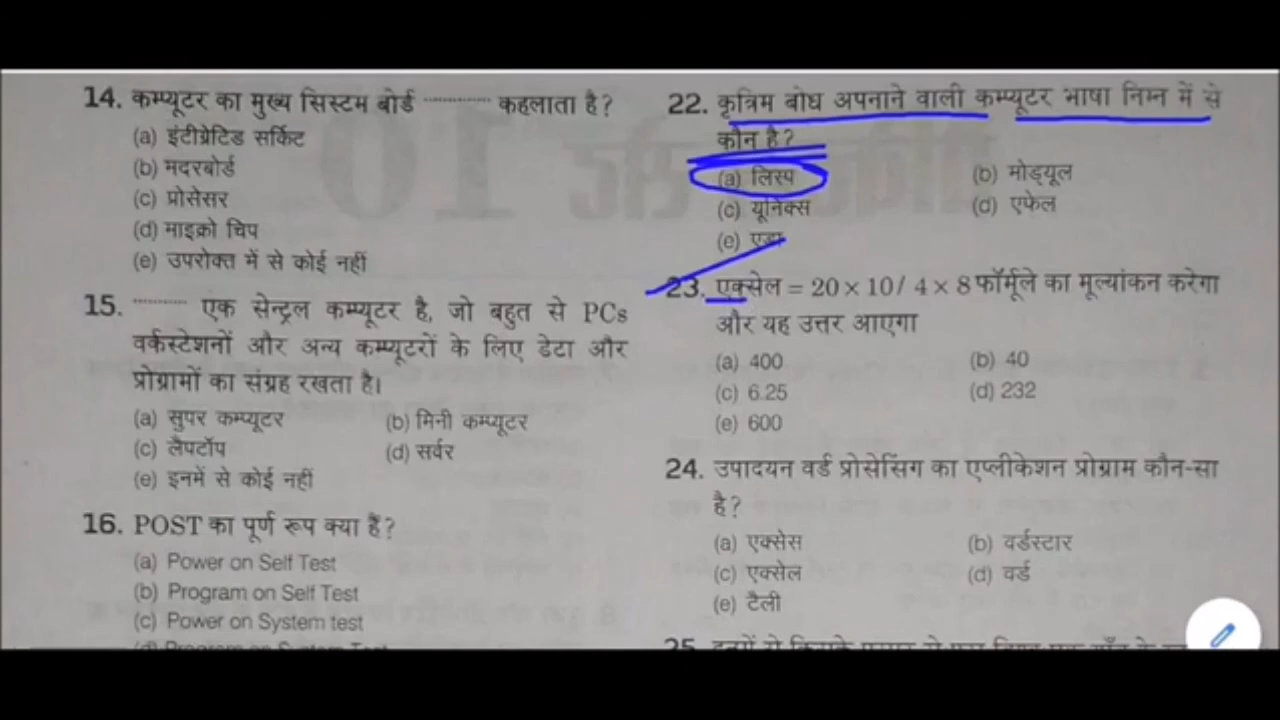 14. कम्प्यूटर का मुख्य सिस्टम बोर्ड ............ कहलाता है?
(a) इंटीग्रेटिड सर्किट
(b) मदरबोर्ड
(c) प्रोसेसर
(d) माइक्रो चिप
(e) उपरोक्त में से कोई नहीं
15. ............ एक सेन्ट्रल कम्प्यूटर है, जो बहुत से PCs
वर्कस्टेशनों और अन्य कम्प्यूटरों के लिए डेटा और
प्रोग्रामों का संग्रह रखता है।
(a) सुपर कम्प्यूटर (b) मिनी कम्प्यूटर
(c) लैपटॉप (d) सर्वर
(e) इनमें से कोई नहीं
16. POST का पूर्ण रूप क्या है?
(a) Power on Self Test
(b) Program on Self Test
(c) Power on System test
22. कृत्रिम बोध अपनाने वाली कम्प्यूटर भाषा निम्न में से
कौन है?
(a) लिस्प (b) मोड्यूल
(c) यूनिक्स (d) एफेल
(e) एडा
23. एक्सेल = 20 × 10 / 4 × 8 फॉर्मूले का मूल्यांकन करेगा
और यह उत्तर आएगा
(a) 400 (b) 40
(c) 6.25 (d) 232
(e) 600
24. उपादयन वर्ड प्रोसेसिंग का एप्लीकेशन प्रोग्राम कौन-सा
है?
(a) एक्सेस (b) वर्डस्टार
(c) एक्सेल (d) वर्ड
(e) टैली
25.